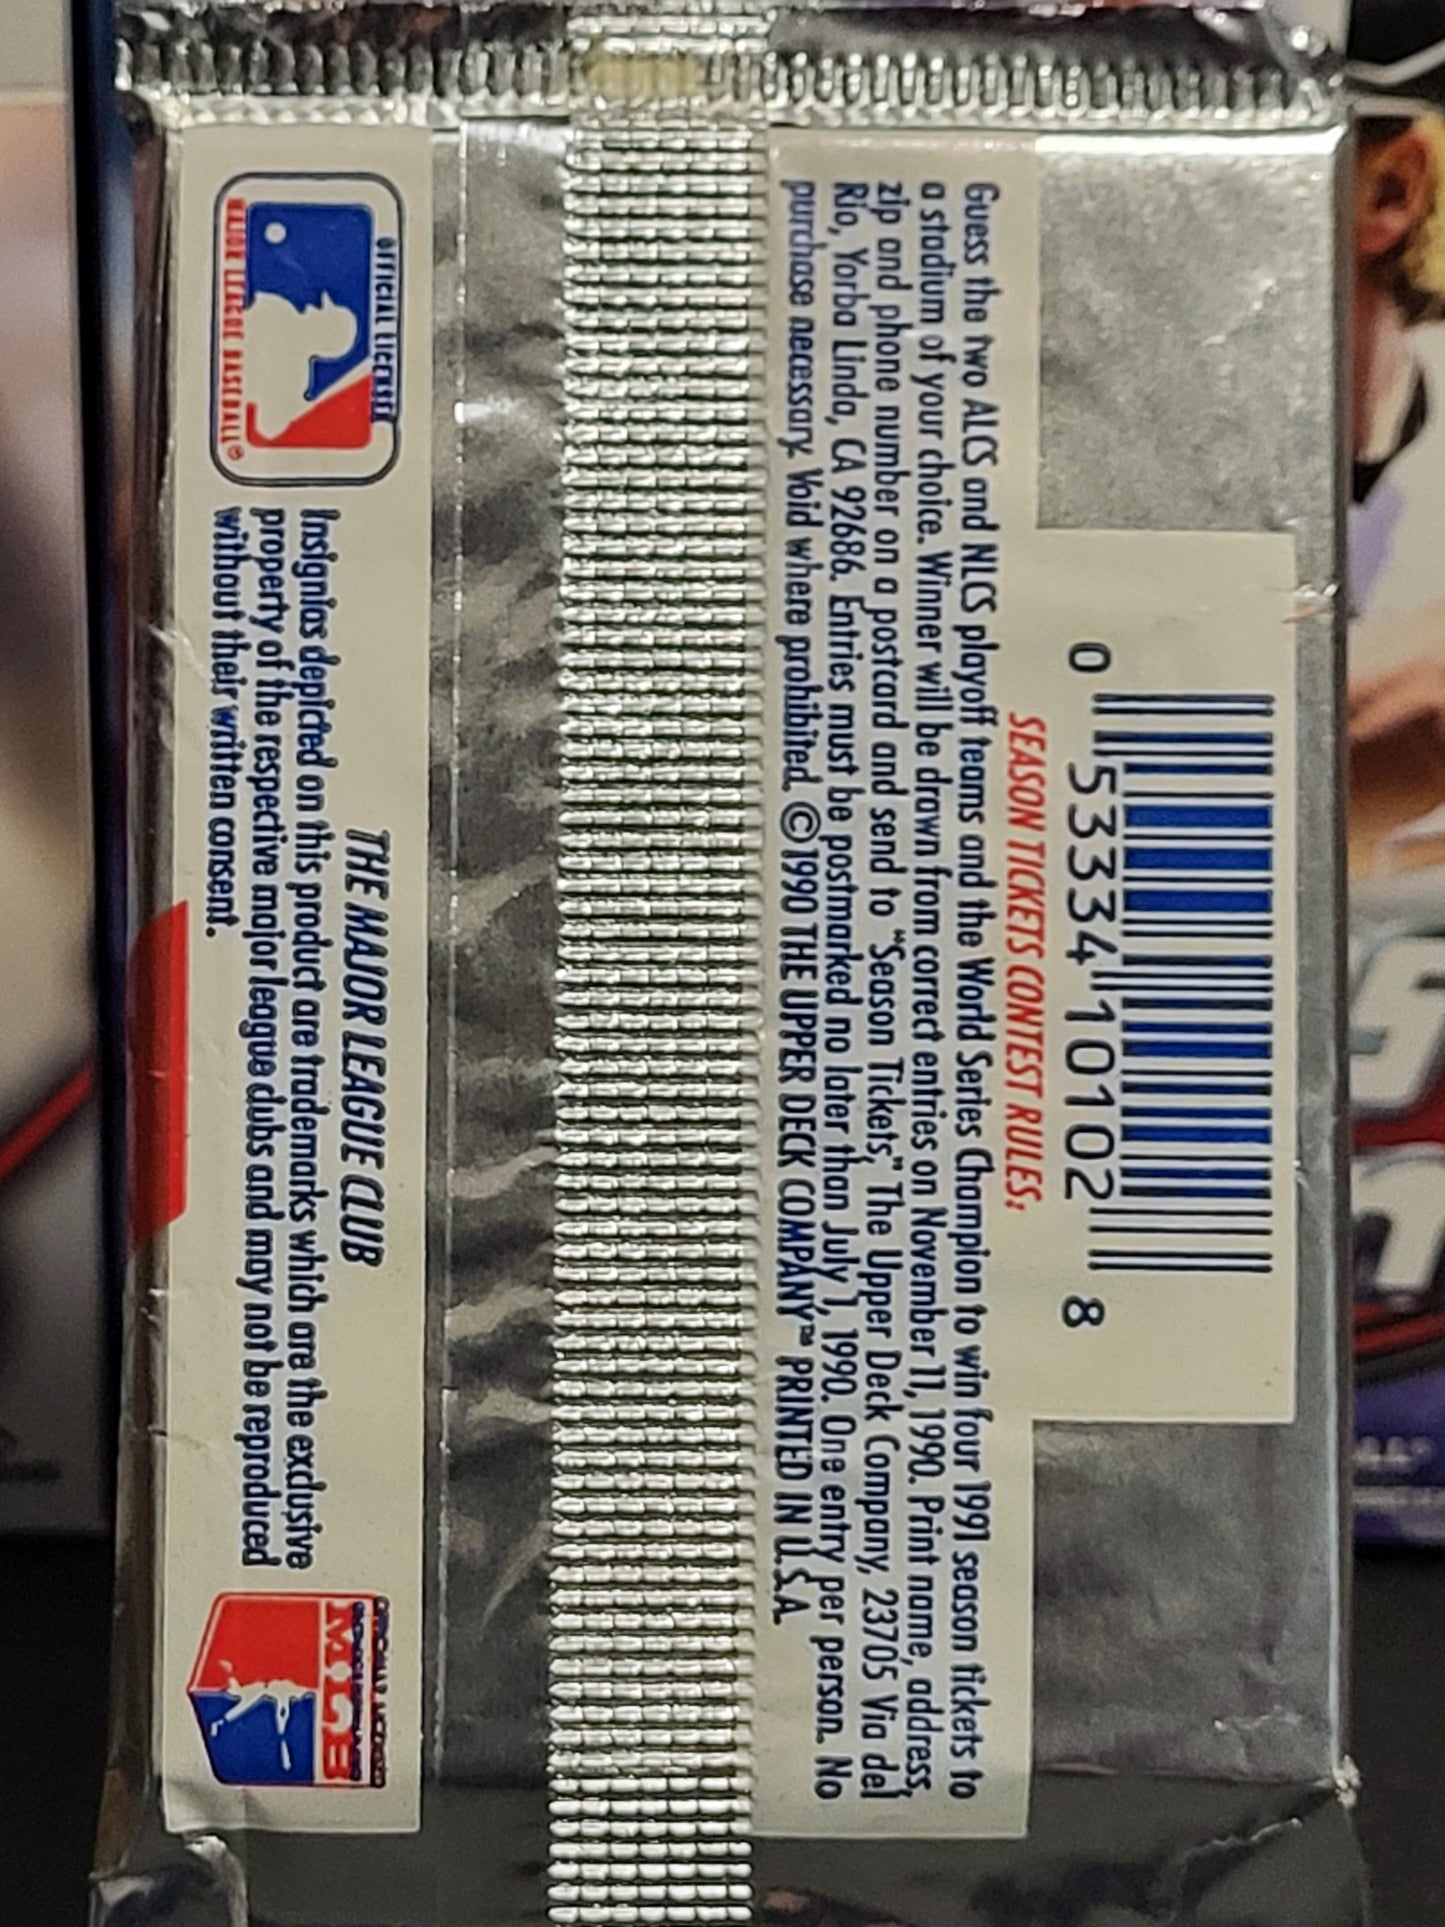 0 53334 10102 8
SEASON TICKETS CONTEST RULES:
Guess the two ALCS and NLCS playoff teams and the World Series Champion to win four 1991 season tickets to
a stadium of your choice. Winner will be drawn from correct entries on November 11, 1990. Print name, address,
zip and phone number on a postcard and send to "Season Tickets," The Upper Deck Company, 23705 Via del
Rio, Yorba Linda, CA 92686. Entries must be postmarked no later than July 1, 1990. One entry per person. No
purchase necessary. Void where prohibited. ©1990 THE UPPER DECK COMPANY™ PRINTED IN U.S.A.
OFFICIAL LICENSEE
MAJOR LEAGUE BASEBALL®
THE MAJOR LEAGUE CLUB
Insignias depicted on this product are trademarks which are the exclusive
property of the respective major league clubs and may not be reproduced
without their written consent.
OFFICIALLY LICENSED
MLB